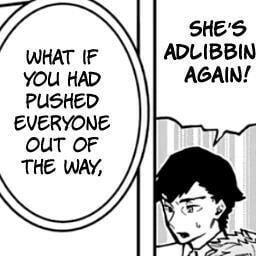 SHE'S
ADLIBBIN
AGAIN!
WHAT IF
YOU HAD
PUSHED
EVERYONE
OUT OF
THE WAY,